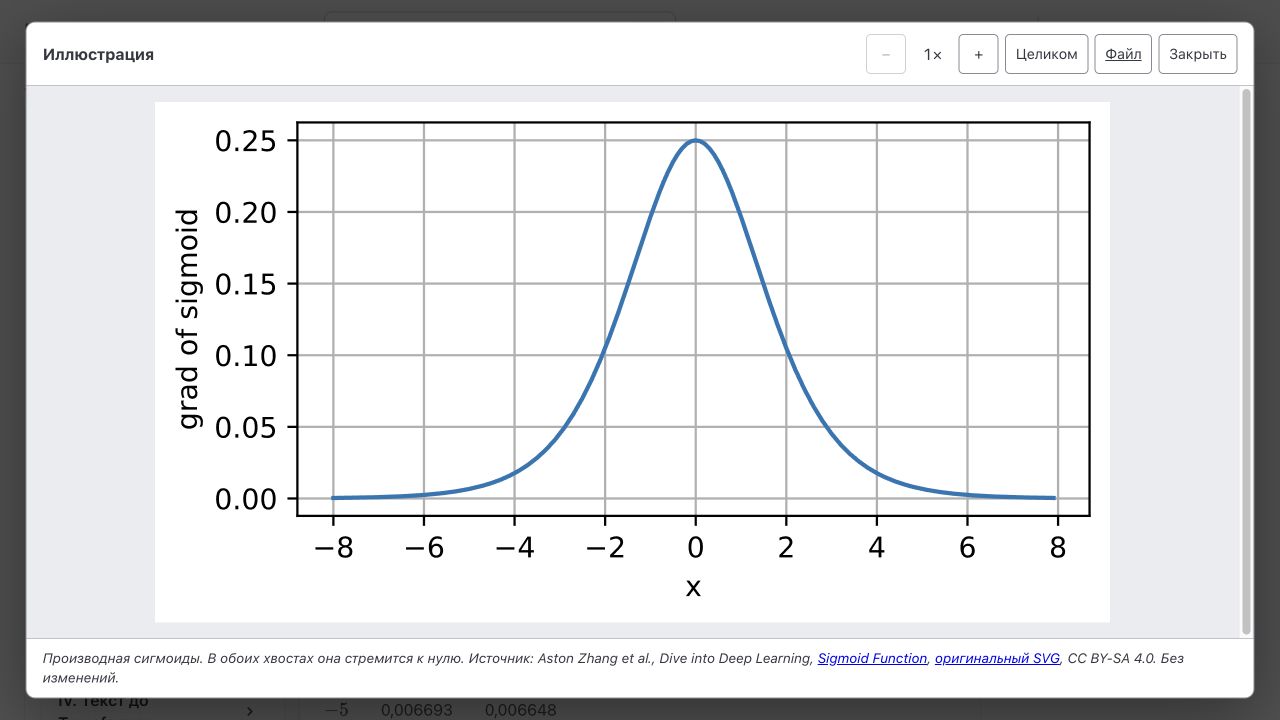 Иллюстрация
−
1×
+
Целиком
Файл
Закрыть
0.25
0.20
0.15
0.10
0.05
0.00
grad of sigmoid
−8 −6 −4 −2 0 2 4 6 8
x
Производная сигмоиды. В обоих хвостах она стремится к нулю. Источник: Aston Zhang et al., Dive into Deep Learning, Sigmoid Function, оригинальный SVG, CC BY-SA 4.0. Без
изменений.
IV. Текст до
−5 0,006693 0,006648